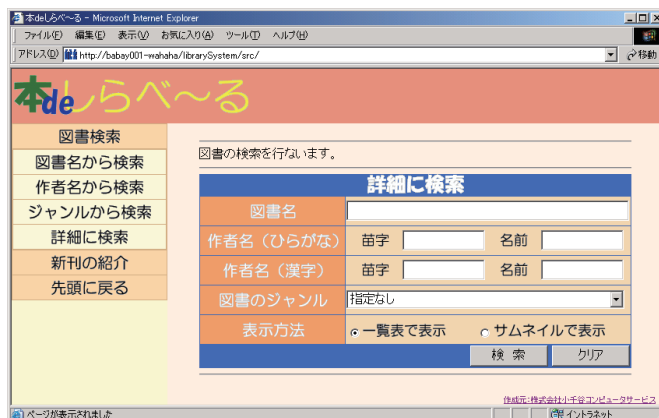 本deしらべ～る - Microsoft Internet Explorer
ファイル(F) 編集(E) 表示(V) お気に入り(A) ツール(T) ヘルプ(H)
アドレス(D) http://babay001-wahaha/librarySystem/src/ 移動
本deしらべ～る
図書検索
図書名から検索
作者名から検索
ジャンルから検索
詳細に検索
新刊の紹介
先頭に戻る
図書の検索を行ないます。
詳細に検索
図書名
作者名（ひらがな） 苗字 名前
作者名（漢字） 苗字 名前
図書のジャンル 指定なし
表示方法 一覧表で表示 サムネイルで表示
検 索 クリア
作成元:株式会社小千谷コンピュータサービス
ページが表示されました イントラネット